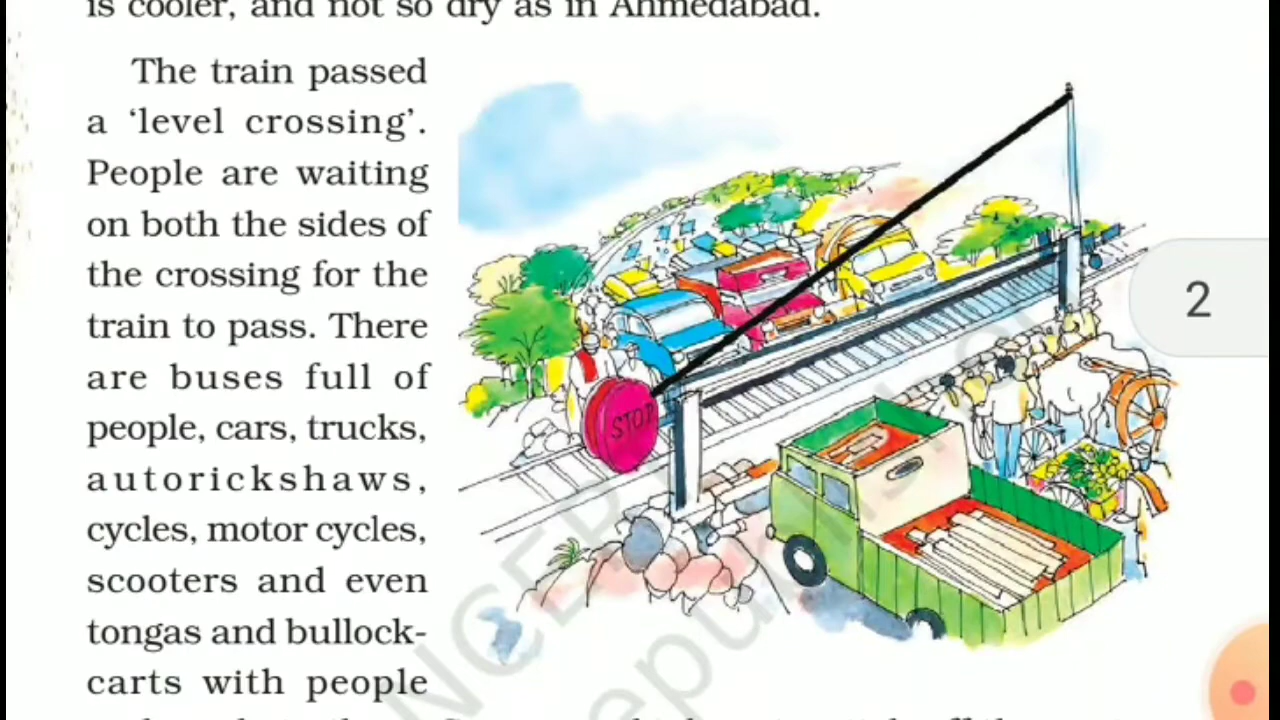 is cooler, and not so dry as in Ahmedabad.
The train passed
a ‘level crossing’.
People are waiting
on both the sides of
the crossing for the
train to pass. There
are buses full of
people, cars, trucks,
autorickshaws,
cycles, motor cycles,
scooters and even
tongas and bullock-
carts with people
STOP
2